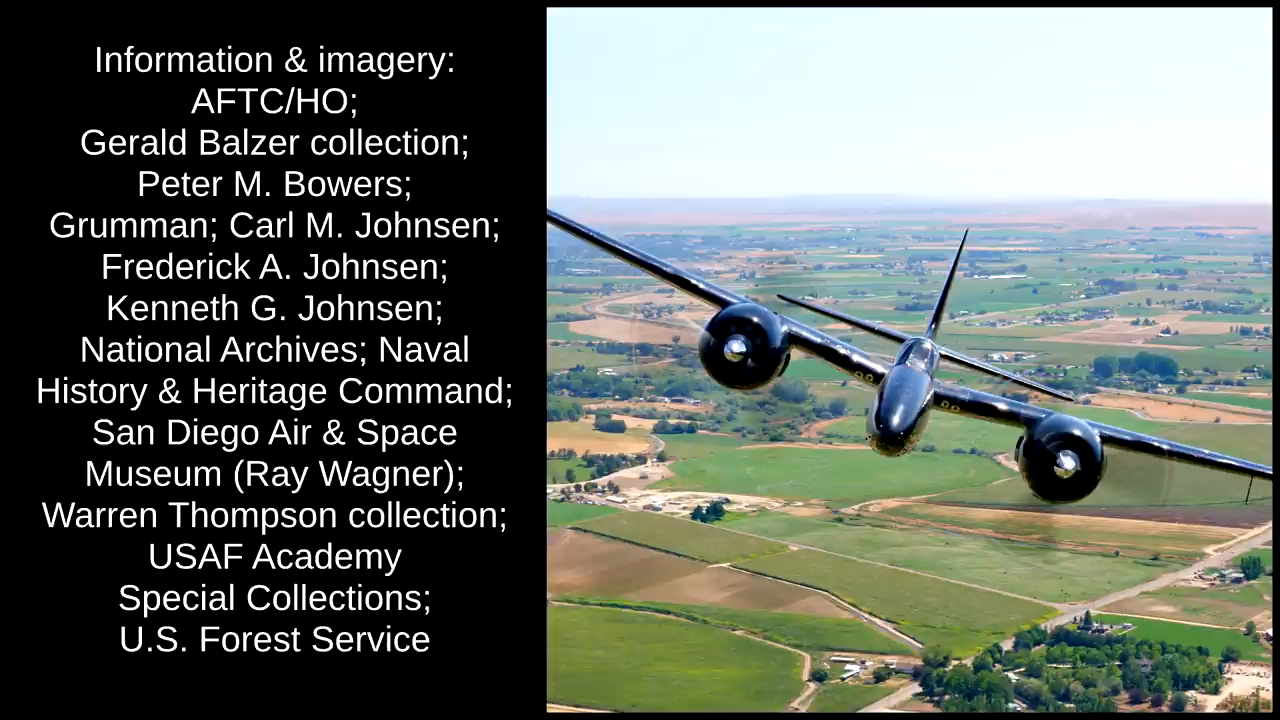 Information & imagery:
AFTC/HO;
Gerald Balzer collection;
Peter M. Bowers;
Grumman; Carl M. Johnsen;
Frederick A. Johnsen;
Kenneth G. Johnsen;
National Archives; Naval
History & Heritage Command;
San Diego Air & Space
Museum (Ray Wagner);
Warren Thompson collection;
USAF Academy
Special Collections;
U.S. Forest Service